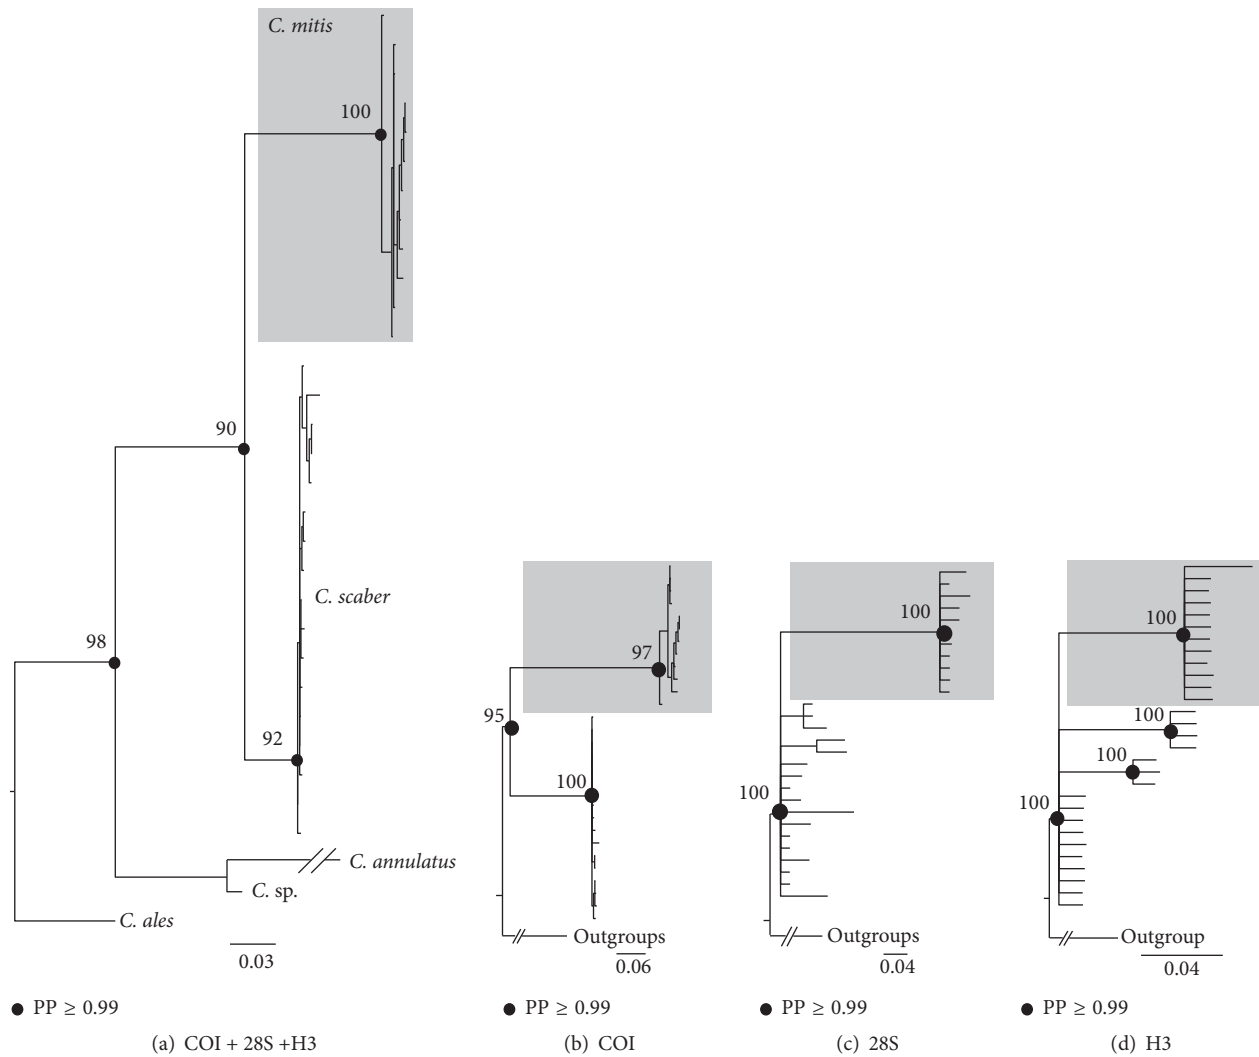 C. mitis
100
90
C. scaber
98
92
C. annulatus
C. sp.
C. ales
0.03
PP ≥ 0.99
(a) COI + 28S +H3
97
95
100
Outgroups
0.06
PP ≥ 0.99
(b) COI
100
100
Outgroups
0.04
PP ≥ 0.99
(c) 28S
100
100
100
100
Outgroup
0.04
PP ≥ 0.99
(d) H3